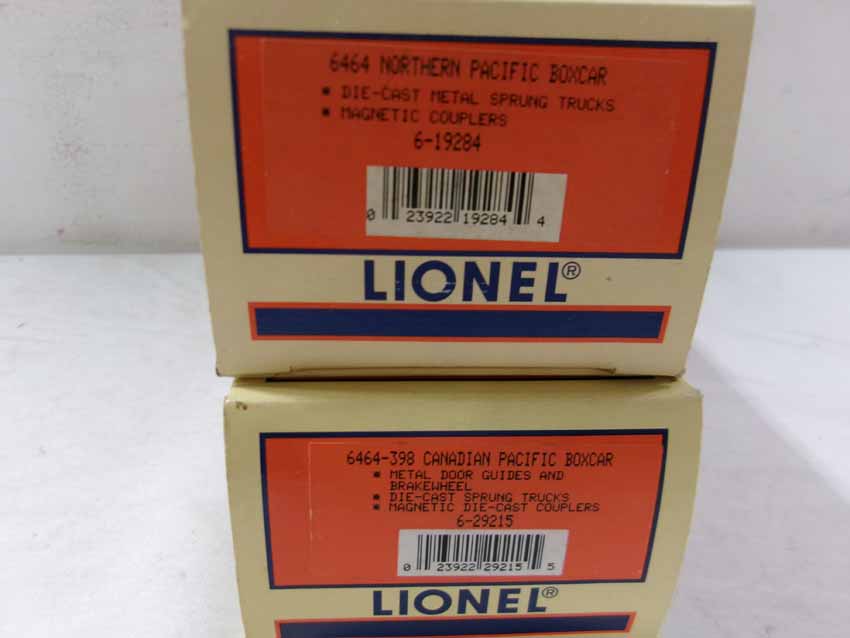 6464 NORTHERN PACIFIC BOXCAR
▪ DIE-CAST METAL SPRUNG TRUCKS
▪ MAGNETIC COUPLERS
6-19284
0 23922 19284 4
LIONEL®
6464-398 CANADIAN PACIFIC BOXCAR
▪ METAL DOOR GUIDES AND
BRAKEWHEEL
▪ DIE-CAST SPRUNG TRUCKS
▪ MAGNETIC DIE-CAST COUPLERS
6-29215
0 23922 29215 5
LIONEL®